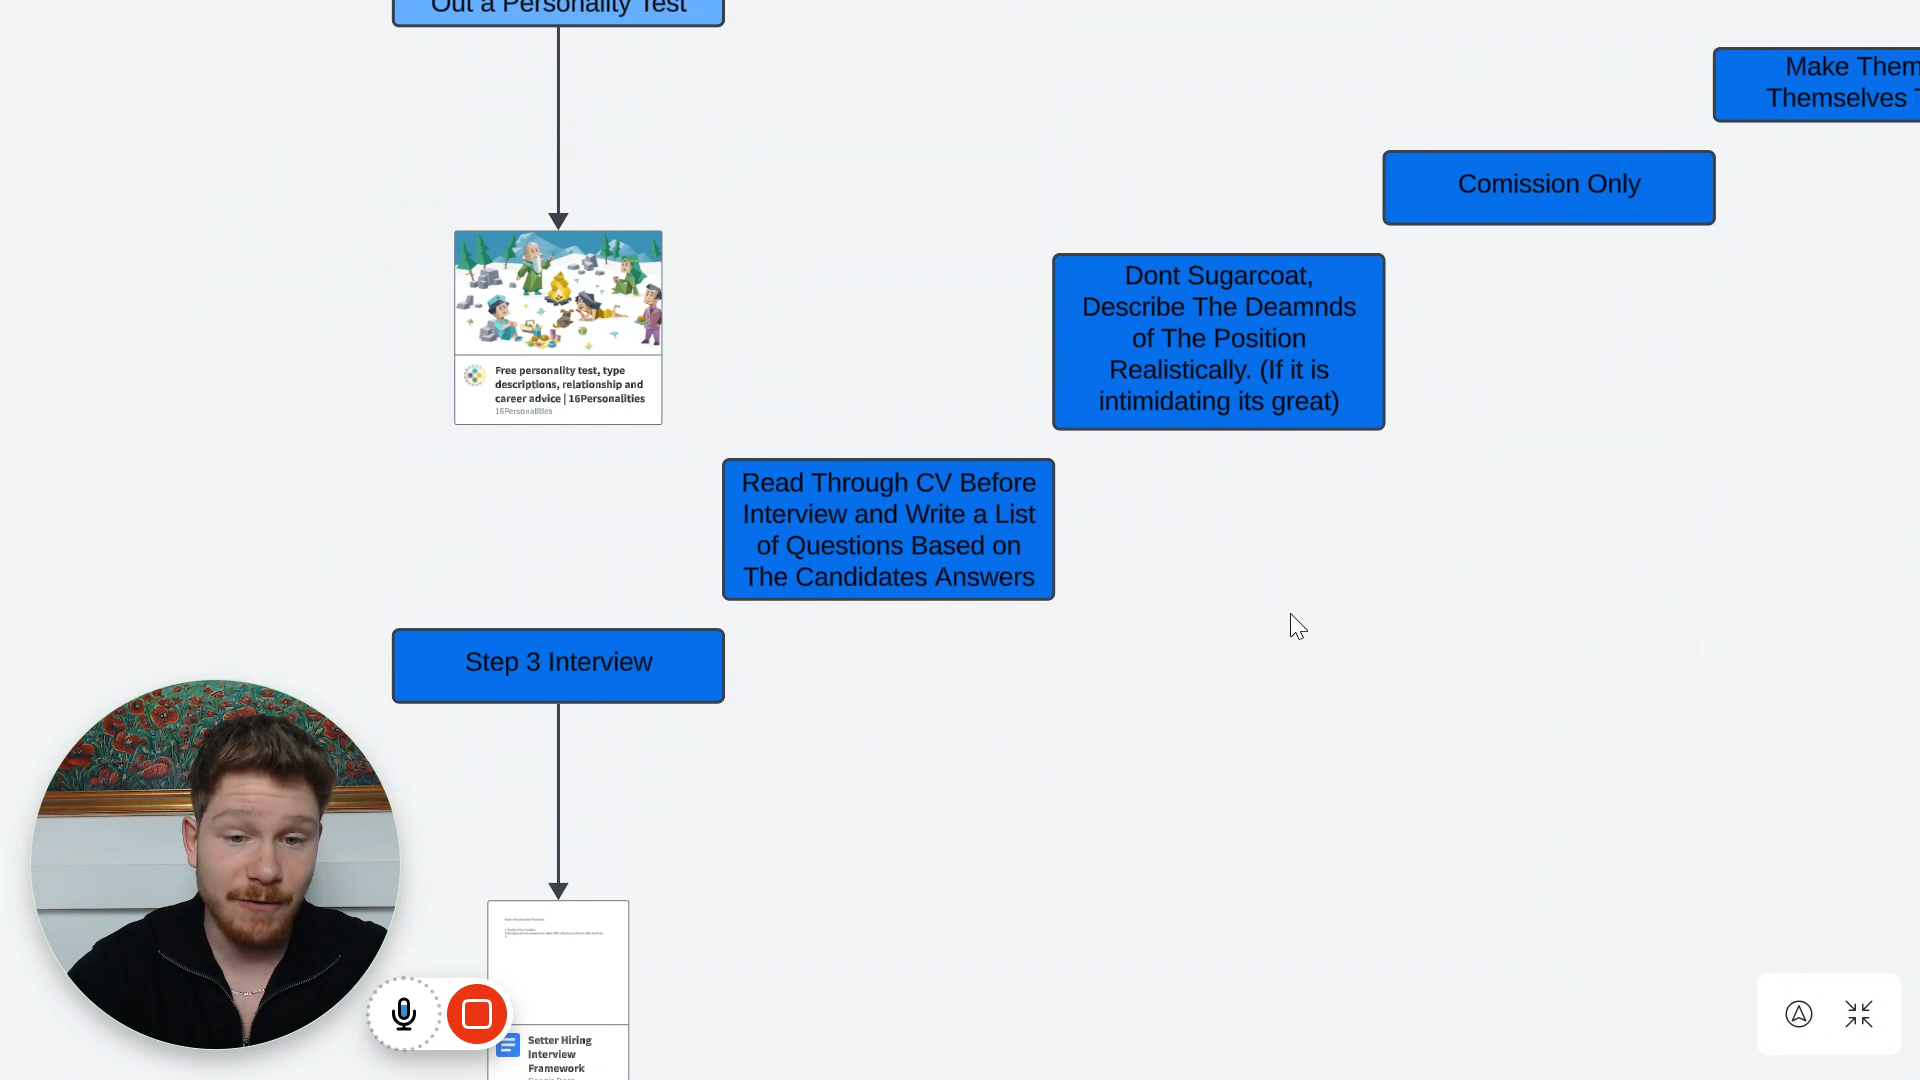 Out a Personality Test
Make Them
Themselves
Comission Only
Dont Sugarcoat,
Describe The Deamnds
of The Position
Realistically. (If it is
intimidating its great)
Free personality test, type
descriptions, relationship and
career advice | 16Personalities
16Personalities
Read Through CV Before
Interview and Write a List
of Questions Based on
The Candidates Answers
Step 3 Interview
Setter Hiring
Interview
Framework